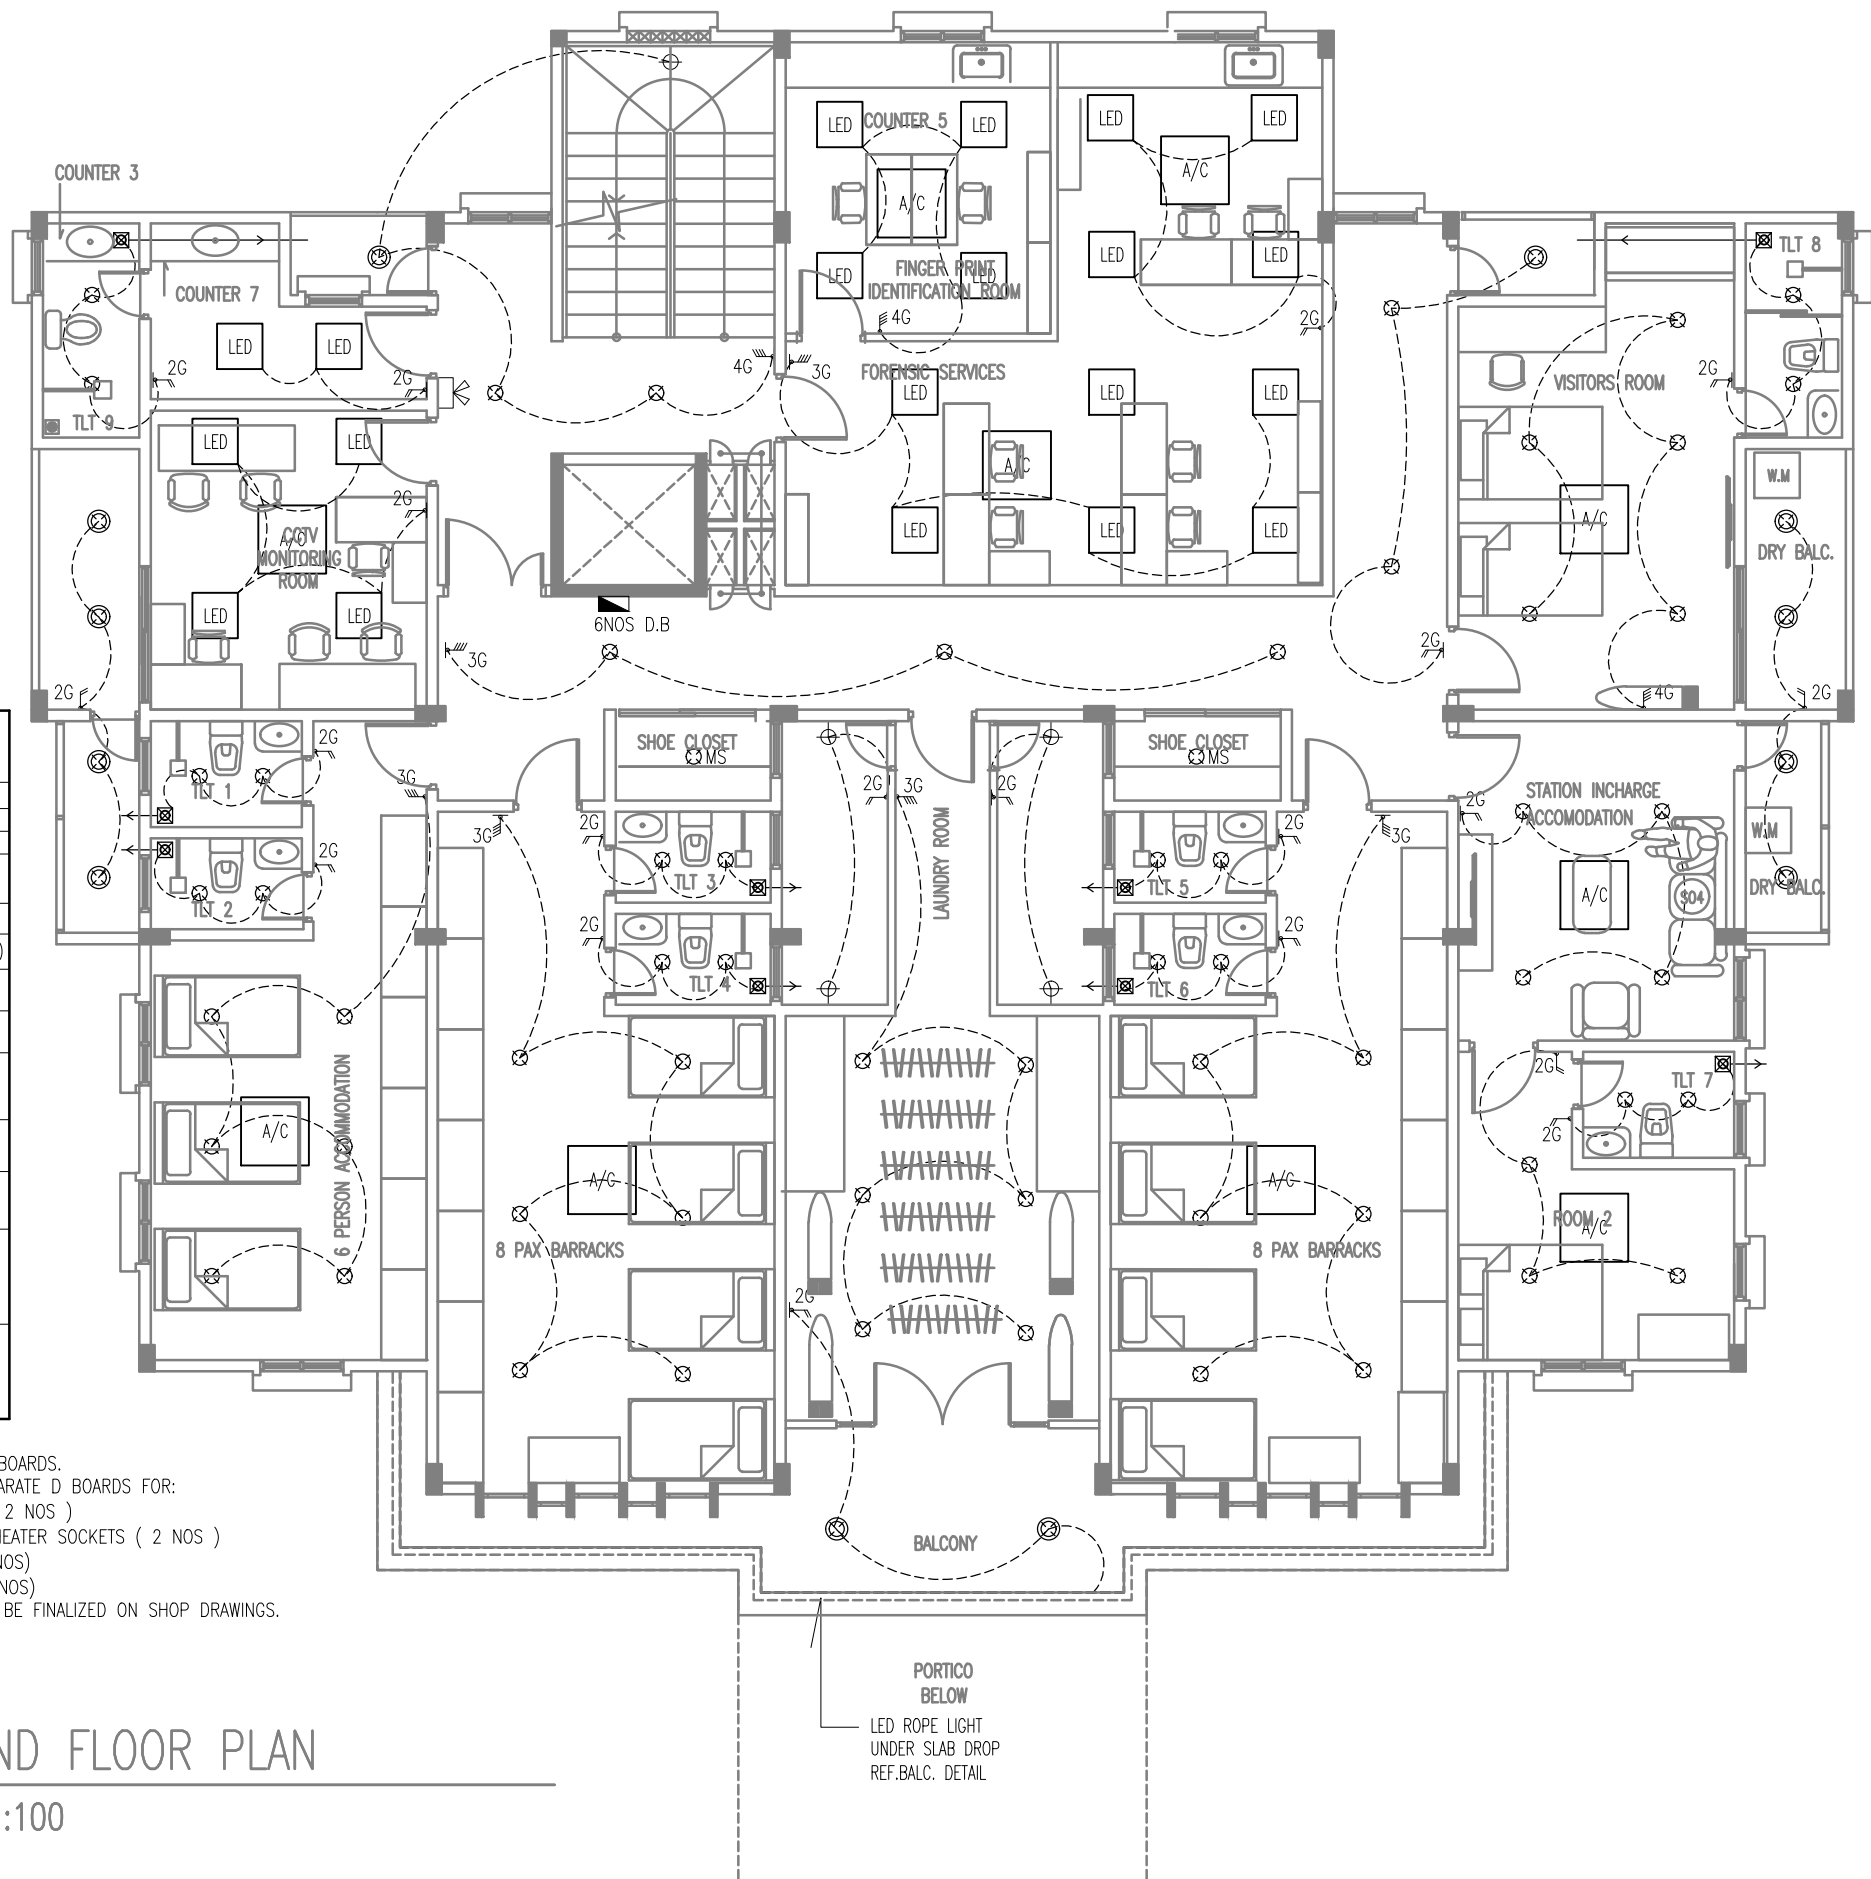 COUNTER 3
COUNTER 7
LED
LED
2G
2G
TLT 9
LED
LED
A/C
CCTV
MONITORING
ROOM
2G
LED
LED
2G
LED
COUNTER 5
LED
A/C
LED
FINGER PRINT
IDENTIFICATION ROOM
LED
4G
LED
LED
A/C
LED
LED
2G
4G
3G
FORENSIC SERVICES
LED
LED
LED
A/C
LED
LED
LED
6NOS D.B
3G
2G
TLT 8
VISITORS ROOM
2G
A/C
W.M
DRY BALC.
4G
2G
2G
TLT 1
3G
2G
TLT 2
SHOE CLOSET
MS
3G
2G
TLT 3
2G
TLT 4
2G
3G
LAUNDRY ROOM
2G
SHOE CLOSET
MS
2G
3G
TLT 5
2G
TLT 6
STATION INCHARGE
ACCOMODATION
2G
A/C
S04
W.M
DRY BALC.
2G
TLT 7
2G
A/C
ROOM 2
A/C
6 PERSON ACCOMMODATION
A/C
8 PAX BARRACKS
2G
A/C
8 PAX BARRACKS
BALCONY
PORTICO
BELOW
LED ROPE LIGHT
UNDER SLAB DROP
REF.BALC. DETAIL
)
BOARDS.
ARATE D BOARDS FOR:
2 NOS )
HEATER SOCKETS ( 2 NOS )
NOS)
NOS)
BE FINALIZED ON SHOP DRAWINGS.
ND FLOOR PLAN
:100